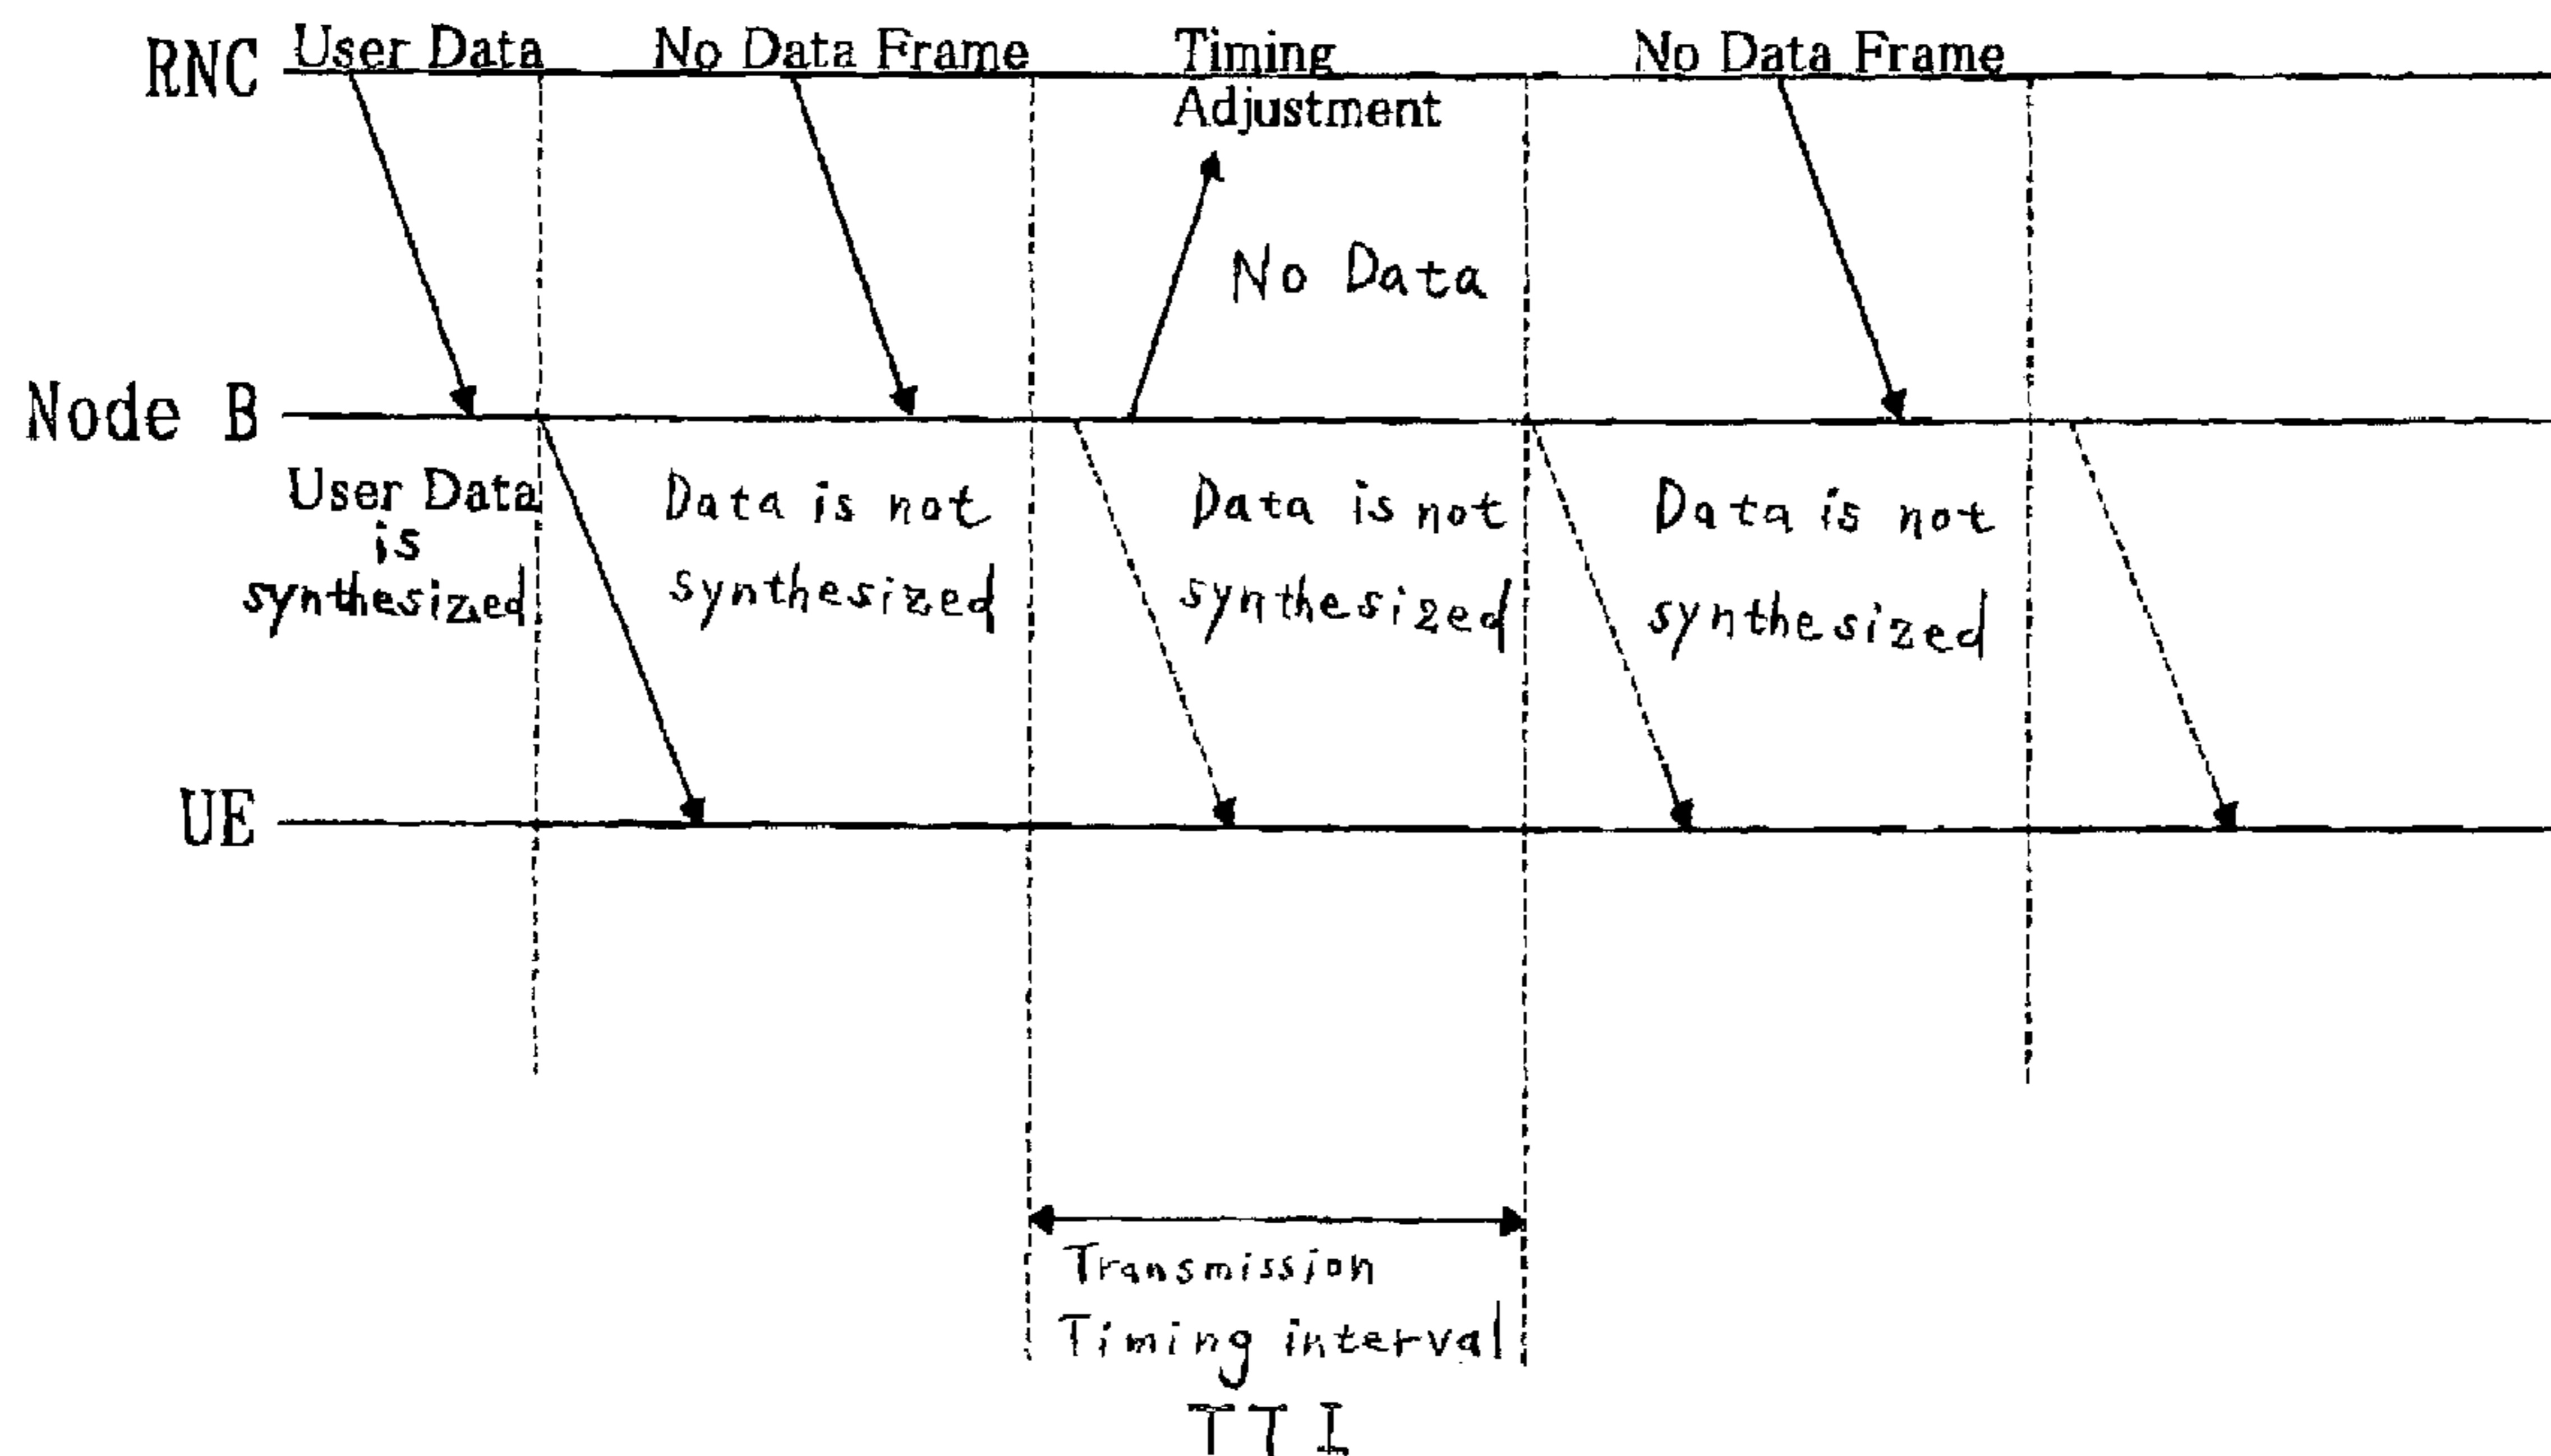 RNC User Data No Data Frame Timing No Data Frame
Adjustment
No Data
Node B
User Data Data is not Data is not Data is not
is
synthesized synthesized synthesized synthesized
UE
Transmission
Timing interval
TTI